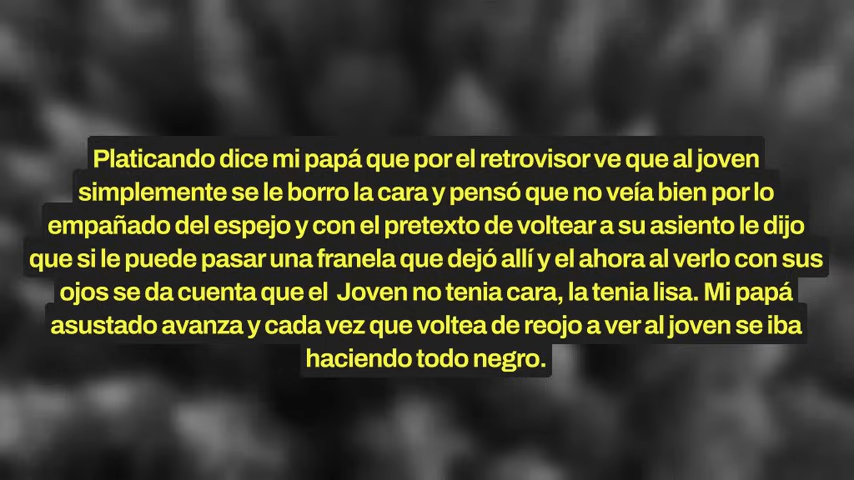 Platicando dice mi papá que por el retrovisor ve que al joven
simplemente se le borro la cara y pensó que no veía bien por lo
empañado del espejo y con el pretexto de voltear a su asiento le dijo
que si le puede pasar una franela que dejó allí y el ahora al verlo con sus
ojos se da cuenta que el  Joven no tenia cara, la tenia lisa. Mi papá
asustado avanza y cada vez que voltea de reojo a ver al joven se iba
haciendo todo negro.